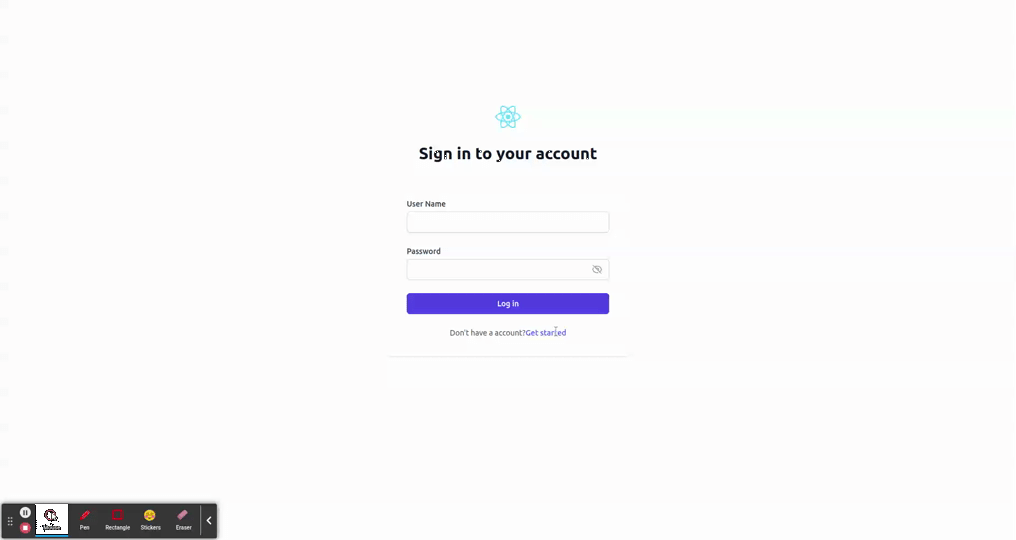 Sign in to your account
User Name
Password
Log in
Don't have a account?Get started
Pen
Rectangle
Stickers
Eraser